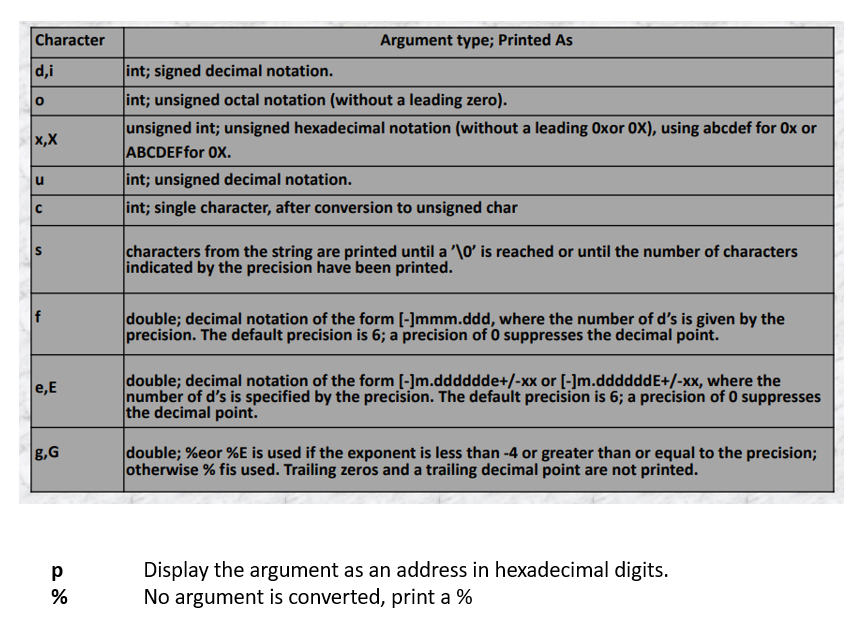 Character Argument type; Printed As
d,i int; signed decimal notation.
o int; unsigned octal notation (without a leading zero).
x,X unsigned int; unsigned hexadecimal notation (without a leading 0xor 0X), using abcdef for 0x or
ABCDEFfor 0X.
u int; unsigned decimal notation.
c int; single character, after conversion to unsigned char
s characters from the string are printed until a ’\0’ is reached or until the number of characters
indicated by the precision have been printed.
f double; decimal notation of the form [-]mmm.ddd, where the number of d’s is given by the
precision. The default precision is 6; a precision of 0 suppresses the decimal point.
e,E double; decimal notation of the form [-]m.dddddde+/-xx or [-]m.ddddddE+/-xx, where the
number of d’s is specified by the precision. The default precision is 6; a precision of 0 suppresses
the decimal point.
g,G double; %eor %E is used if the exponent is less than -4 or greater than or equal to the precision;
otherwise % fis used. Trailing zeros and a trailing decimal point are not printed.
p Display the argument as an address in hexadecimal digits.
% No argument is converted, print a %